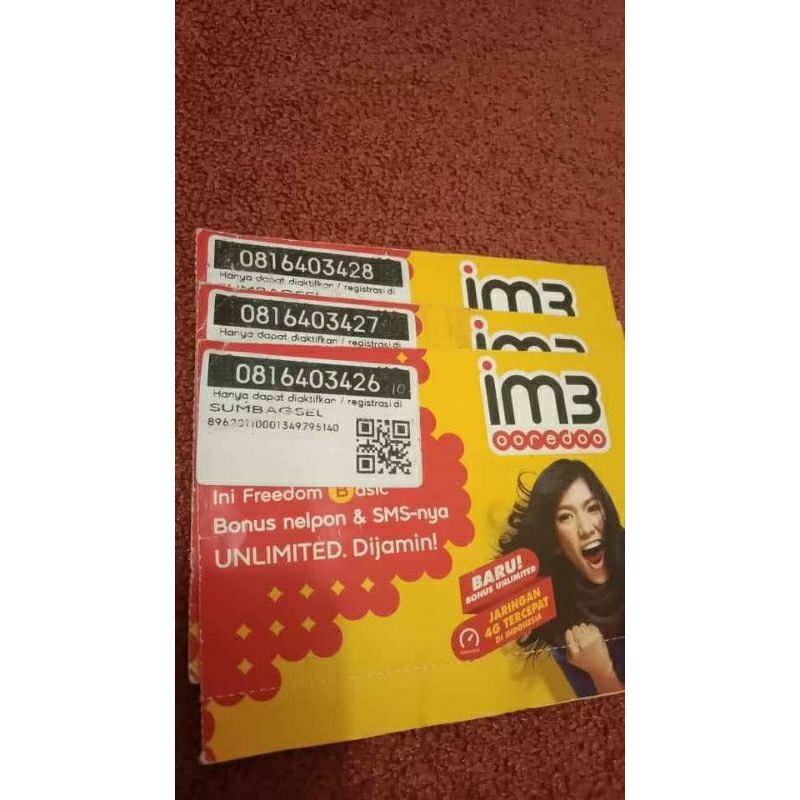 0816403428
Hanya dapat diaktifkan / registrasi di
im3
0816403427
Hanya dapat diaktifkan / registrasi di
im3
0816403426
10
Hanya dapat diaktifkan / registrasi di
SUMBAGSEL
im3
ooredoo
Ini Freedom Basic
Bonus nelpon & SMS-nya
UNLIMITED. Dijamin!
BARU!
BONUS UNLIMITED
JARINGAN
4G TERCEPAT
DI INDONESIA